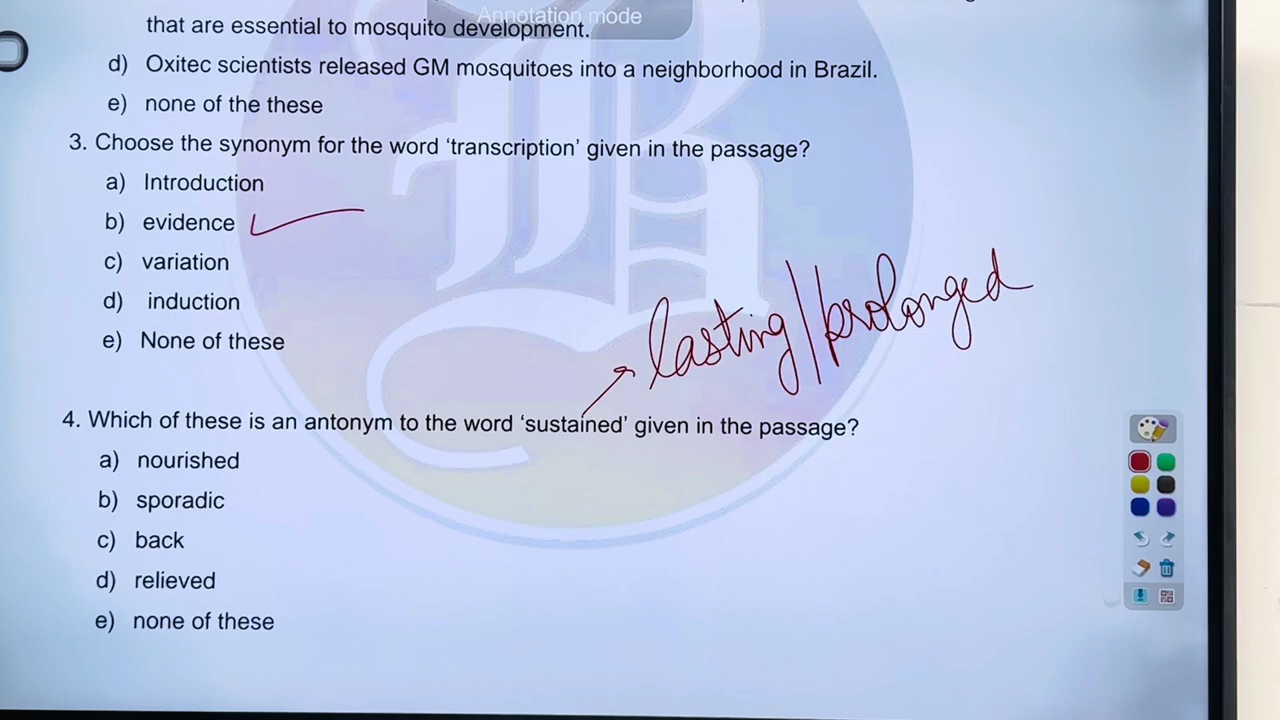 Annotation mode
that are essential to mosquito development.
d) Oxitec scientists released GM mosquitoes into a neighborhood in Brazil.
e) none of the these
3. Choose the synonym for the word ‘transcription’ given in the passage?
a) Introduction
b) evidence
c) variation
d) induction
e) None of these
lasting/prolonged
4. Which of these is an antonym to the word ‘sustained’ given in the passage?
a) nourished
b) sporadic
c) back
d) relieved
e) none of these